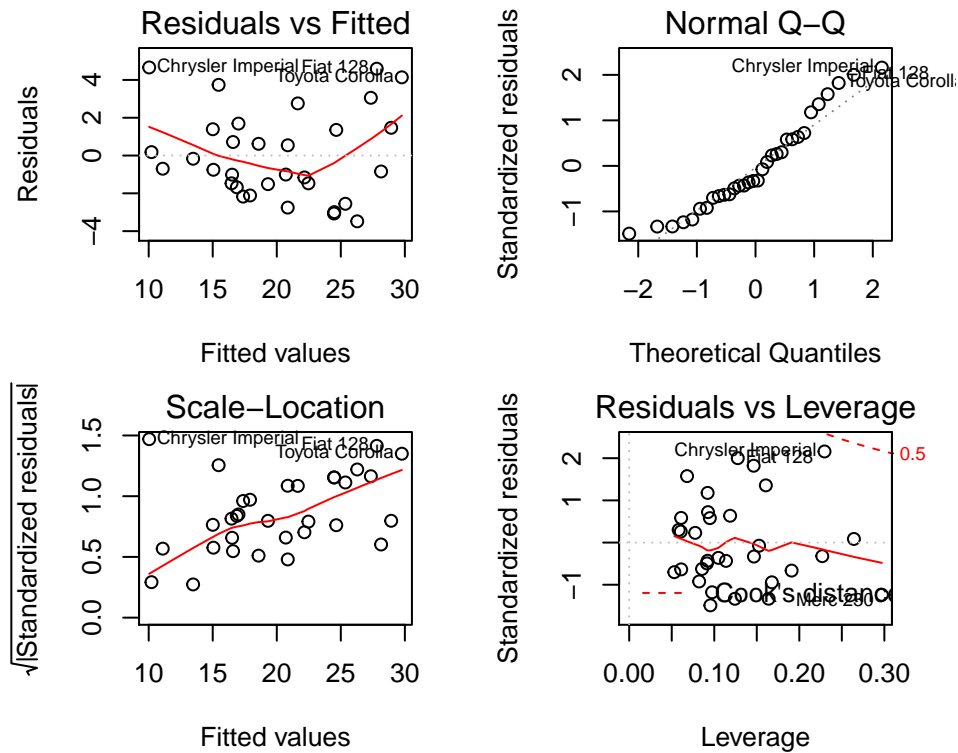 Residuals vs Fitted
Residuals
Chrysler Imperial
Fiat 128
Toyota Corolla
4
2
0
−4
10 15 20 25 30
Fitted values
Normal Q−Q
Standardized residuals
Chrysler Imperial
Fiat 128
Toyota Corolla
2
1
0
−1
−2 −1 0 1 2
Theoretical Quantiles
Scale−Location
√|Standardized residuals|
Chrysler Imperial
Fiat 128
Toyota Corolla
1.5
1.0
0.5
0.0
10 15 20 25 30
Fitted values
Residuals vs Leverage
Standardized residuals
Chrysler Imperial
Fiat 128
0.5
2
1
−1
Cook's distance
Merc 230
0.00 0.10 0.20 0.30
Leverage